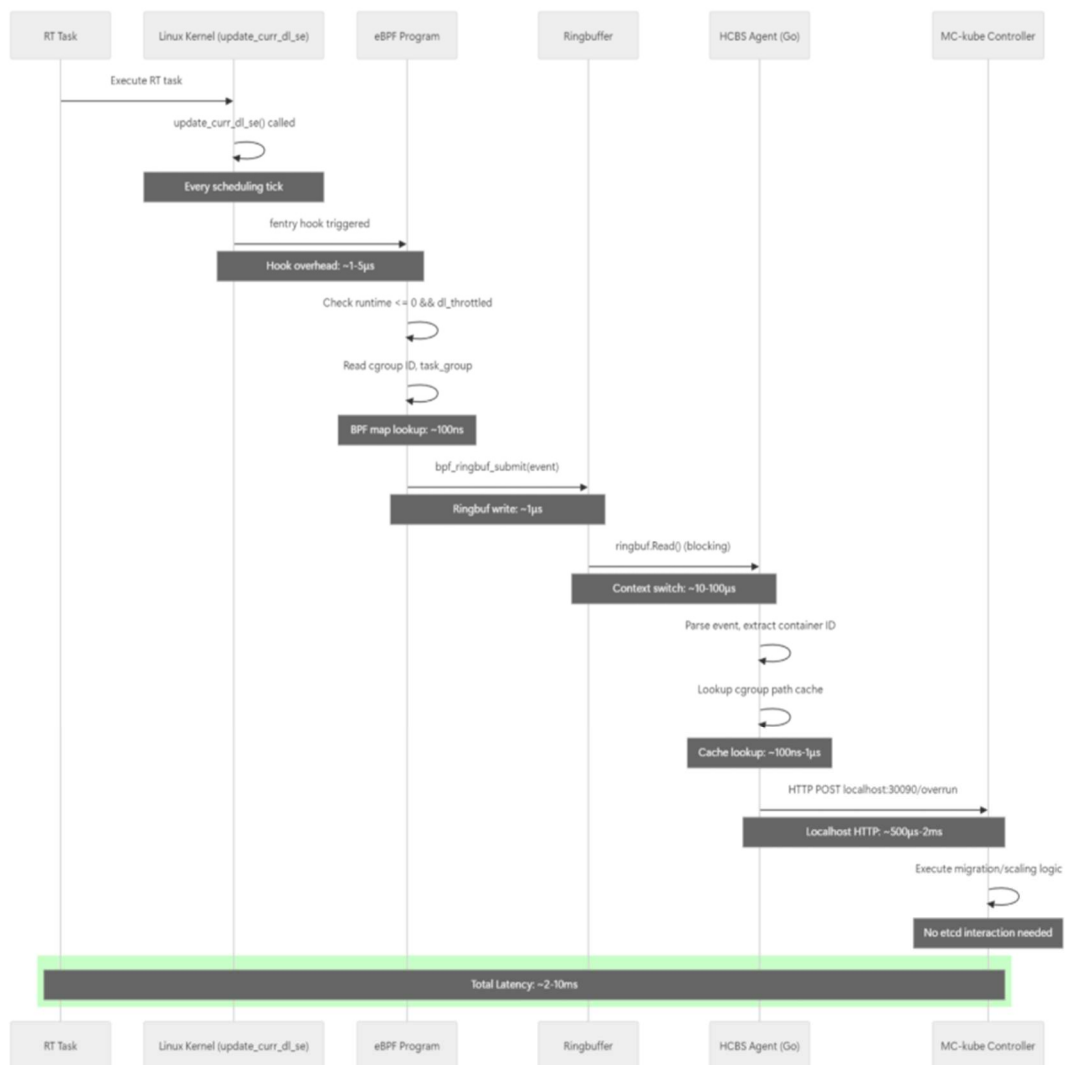 RT Task
Linux Kernel (update_curr_dl_se)
eBPF Program
Ringbuffer
HCBS Agent (Go)
MC-kube Controller
Execute RT task
update_curr_dl_se() called
Every scheduling tick
fentry hook triggered
Hook overhead: ~1-5µs
Check runtime <= 0 && dl_throttled
Read cgroup ID, task_group
BPF map lookup: ~100ns
bpf_ringbuf_submit(event)
Ringbuf write: ~1µs
ringbuf.Read() (blocking)
Context switch: ~10-100µs
Parse event, extract container ID
Lookup cgroup path cache
Cache lookup: ~100ns-1µs
HTTP POST localhost:30090/overrun
Localhost HTTP: ~500µs-2ms
Execute migration/scaling logic
No etcd interaction needed
Total Latency: ~2-10ms
RT Task
Linux Kernel (update_curr_dl_se)
eBPF Program
Ringbuffer
HCBS Agent (Go)
MC-kube Controller